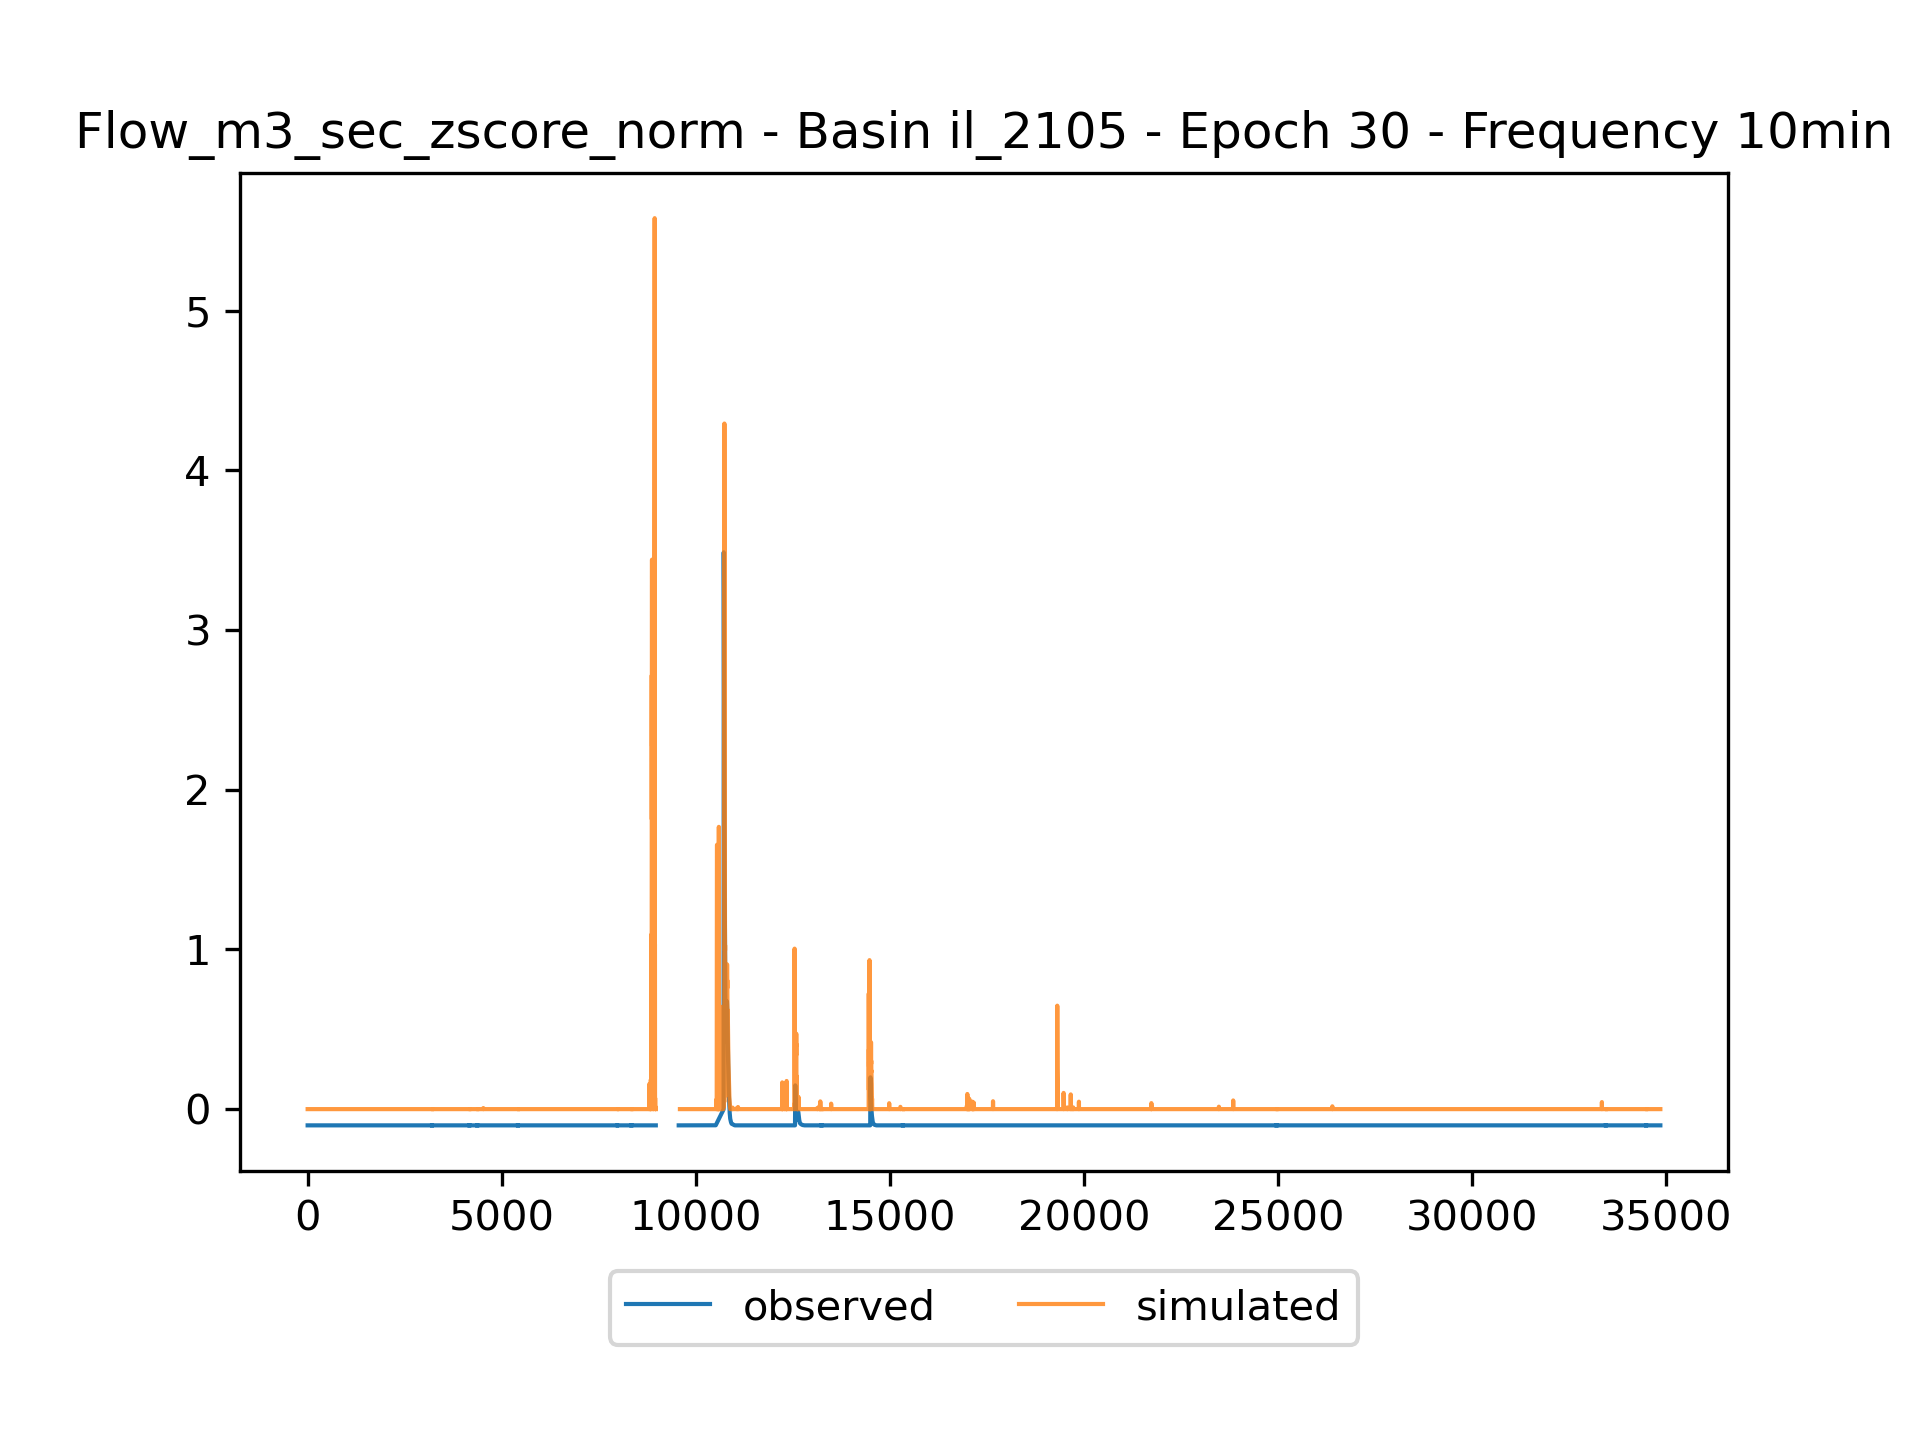 Flow_m3_sec_zscore_norm - Basin il_2105 - Epoch 30 - Frequency 10min
5
4
3
2
1
0
0 5000 10000 15000 20000 25000 30000 35000
observed simulated